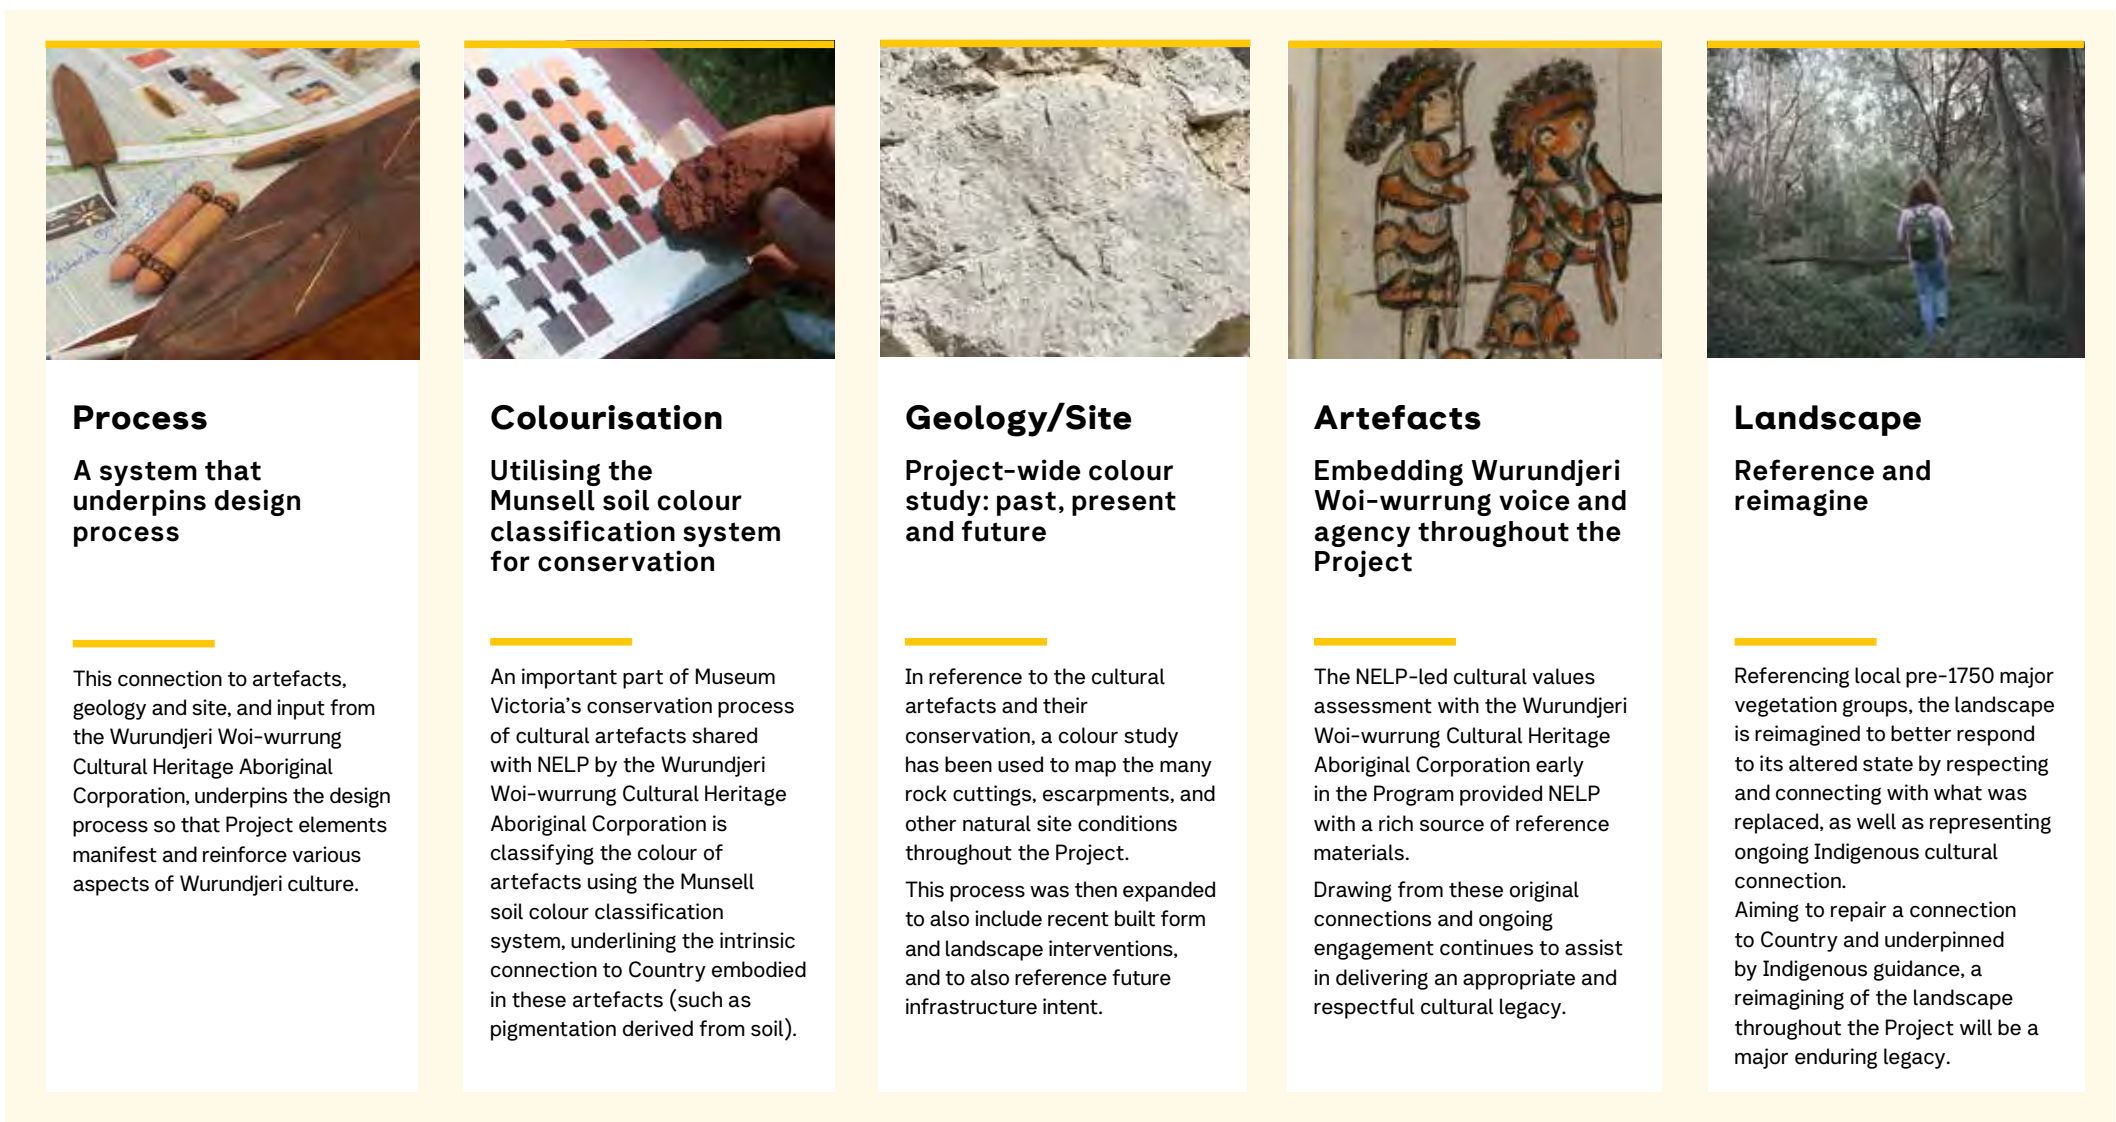 Process
A system that
underpins design
process
This connection to artefacts,
geology and site, and input from
the Wurundjeri Woi-wurrung
Cultural Heritage Aboriginal
Corporation, underpins the design
process so that Project elements
manifest and reinforce various
aspects of Wurundjeri culture.
Colourisation
Utilising the
Munsell soil colour
classification system
for conservation
An important part of Museum
Victoria’s conservation process
of cultural artefacts shared
with NELP by the Wurundjeri
Woi-wurrung Cultural Heritage
Aboriginal Corporation is
classifying the colour of
artefacts using the Munsell
soil colour classification
system, underlining the intrinsic
connection to Country embodied
in these artefacts (such as
pigmentation derived from soil).
Geology/Site
Project-wide colour
study: past, present
and future
In reference to the cultural
artefacts and their
conservation, a colour study
has been used to map the many
rock cuttings, escarpments, and
other natural site conditions
throughout the Project.
This process was then expanded
to also include recent built form
and landscape interventions,
and to also reference future
infrastructure intent.
Artefacts
Embedding Wurundjeri
Woi-wurrung voice and
agency throughout the
Project
The NELP-led cultural values
assessment with the Wurundjeri
Woi-wurrung Cultural Heritage
Aboriginal Corporation early
in the Program provided NELP
with a rich source of reference
materials.
Drawing from these original
connections and ongoing
engagement continues to assist
in delivering an appropriate and
respectful cultural legacy.
Landscape
Reference and
reimagine
Referencing local pre-1750 major
vegetation groups, the landscape
is reimagined to better respond
to its altered state by respecting
and connecting with what was
replaced, as well as representing
ongoing Indigenous cultural
connection.
Aiming to repair a connection
to Country and underpinned
by Indigenous guidance, a
reimagining of the landscape
throughout the Project will be a
major enduring legacy.